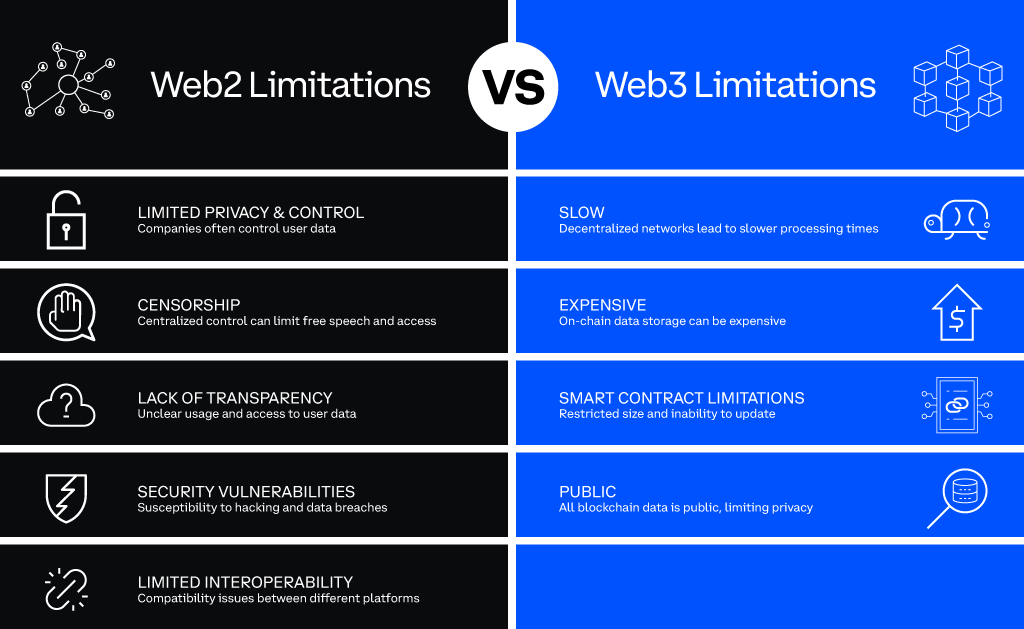 Web2 Limitations
VS
Web3 Limitations
LIMITED PRIVACY & CONTROL
Companies often control user data
SLOW
Decentralized networks lead to slower processing times
CENSORSHIP
Centralized control can limit free speech and access
EXPENSIVE
On-chain data storage can be expensive
$
LACK OF TRANSPARENCY
Unclear usage and access to user data
?
SMART CONTRACT LIMITATIONS
Restricted size and inability to update
SECURITY VULNERABILITIES
Susceptibility to hacking and data breaches
PUBLIC
All blockchain data is public, limiting privacy
LIMITED INTEROPERABILITY
Compatibility issues between different platforms